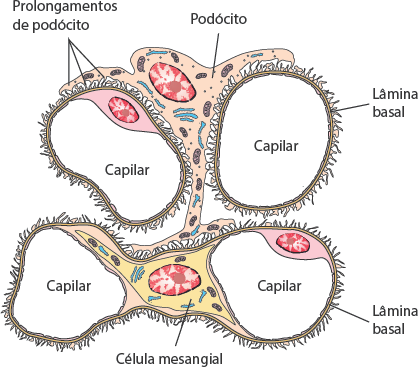 Prolongamentos
de podócito
Podócito
Lâmina
basal
Capilar
Capilar
Capilar
Capilar
Célula mesangial
Lâmina
basal